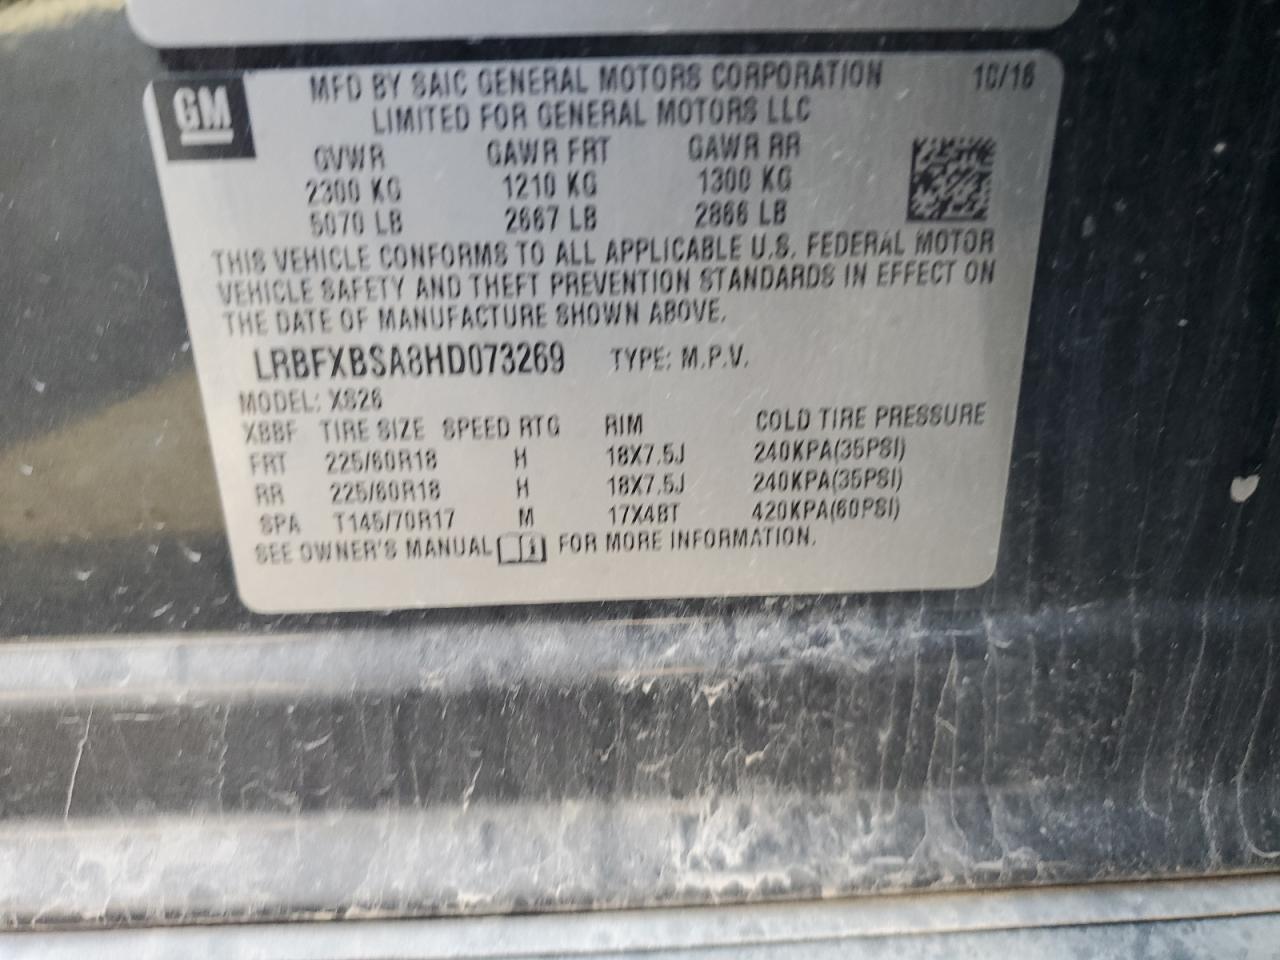 GM
MFD BY SAIC GENERAL MOTORS CORPORATION 10/16
LIMITED FOR GENERAL MOTORS LLC
GVWR GAWR FRT GAWR RR
2300 KG 1210 KG 1300 KG
5070 LB 2667 LB 2866 LB
THIS VEHICLE CONFORMS TO ALL APPLICABLE U.S. FEDERAL MOTOR
VEHICLE SAFETY AND THEFT PREVENTION STANDARDS IN EFFECT ON
THE DATE OF MANUFACTURE SHOWN ABOVE.
LRBFXBSA8HD073269 TYPE: M.P.V.
MODEL: XS26
XBBF TIRE SIZE SPEED RTG RIM COLD TIRE PRESSURE
FRT 225/60R18 H 18X7.5J 240KPA(35PSI)
RR 225/60R18 H 18X7.5J 240KPA(35PSI)
SPA T145/70R17 M 17X4BT 420KPA(60PSI)
SEE OWNER'S MANUAL FOR MORE INFORMATION.